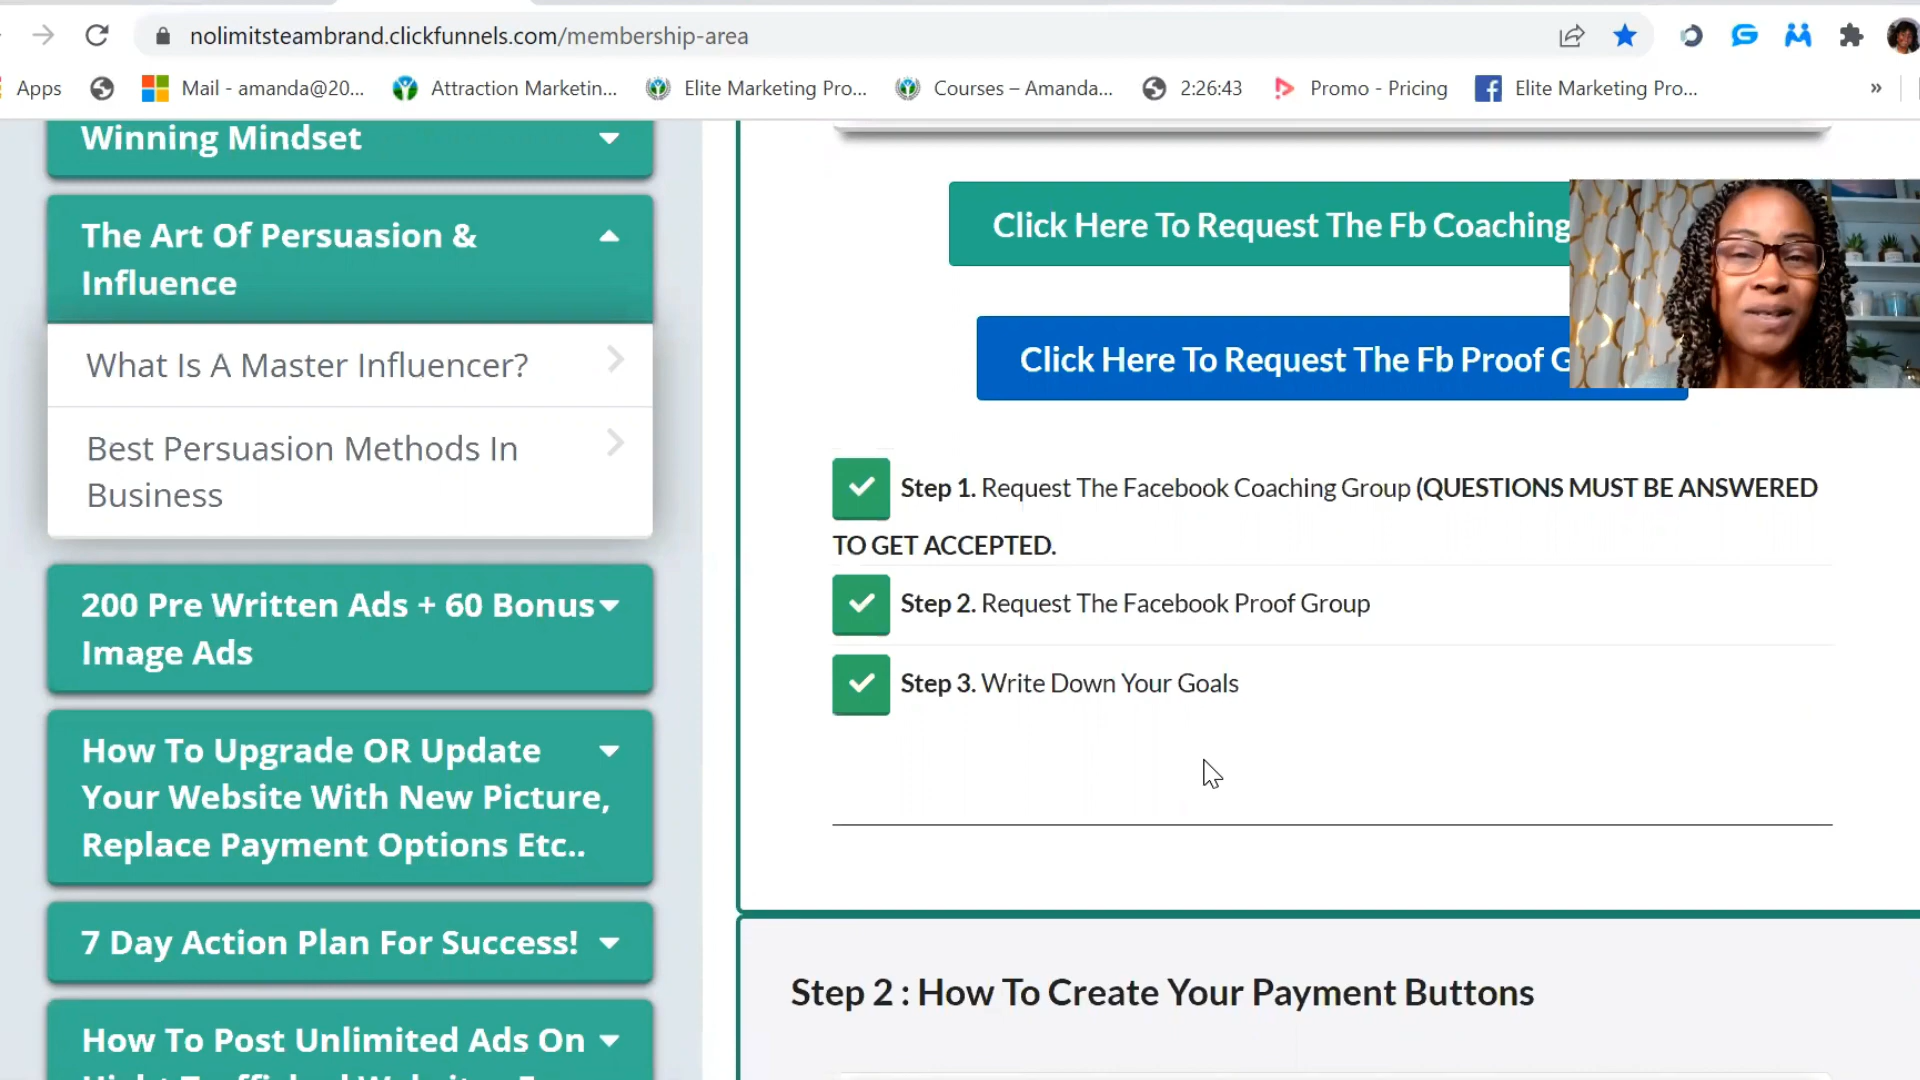 nolimitsteambrand.clickfunnels.com/membership-area
Apps
Mail - amanda@20...
Attraction Marketin...
Elite Marketing Pro...
Courses – Amanda...
2:26:43
Promo - Pricing
Elite Marketing Pro...
»
Winning Mindset
The Art Of Persuasion &
Influence
What Is A Master Influencer?
Best Persuasion Methods In
Business
200 Pre Written Ads + 60 Bonus
Image Ads
How To Upgrade OR Update
Your Website With New Picture,
Replace Payment Options Etc..
7 Day Action Plan For Success!
How To Post Unlimited Ads On
Click Here To Request The Fb Coaching
Click Here To Request The Fb Proof G
Step 1. Request The Facebook Coaching Group (QUESTIONS MUST BE ANSWERED
TO GET ACCEPTED.
Step 2. Request The Facebook Proof Group
Step 3. Write Down Your Goals
Step 2 : How To Create Your Payment Buttons